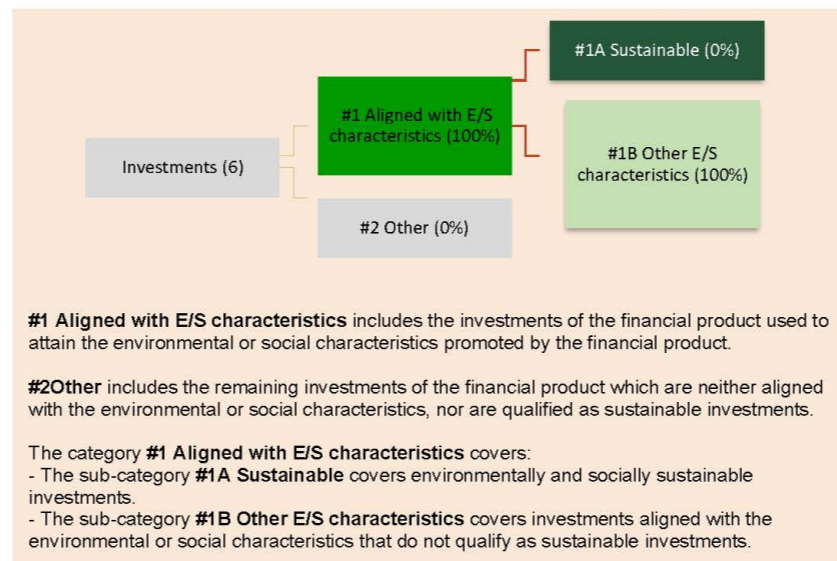 #1A Sustainable (0%)
#1 Aligned with E/S
characteristics (100%)
Investments (6)
#1B Other E/S
characteristics (100%)
#2 Other (0%)
#1 Aligned with E/S characteristics includes the investments of the financial product used to
attain the environmental or social characteristics promoted by the financial product.
#2Other includes the remaining investments of the financial product which are neither aligned
with the environmental or social characteristics, nor are qualified as sustainable investments.
The category #1 Aligned with E/S characteristics covers:
- The sub-category #1A Sustainable covers environmentally and socially sustainable
investments.
- The sub-category #1B Other E/S characteristics covers investments aligned with the
environmental or social characteristics that do not qualify as sustainable investments.